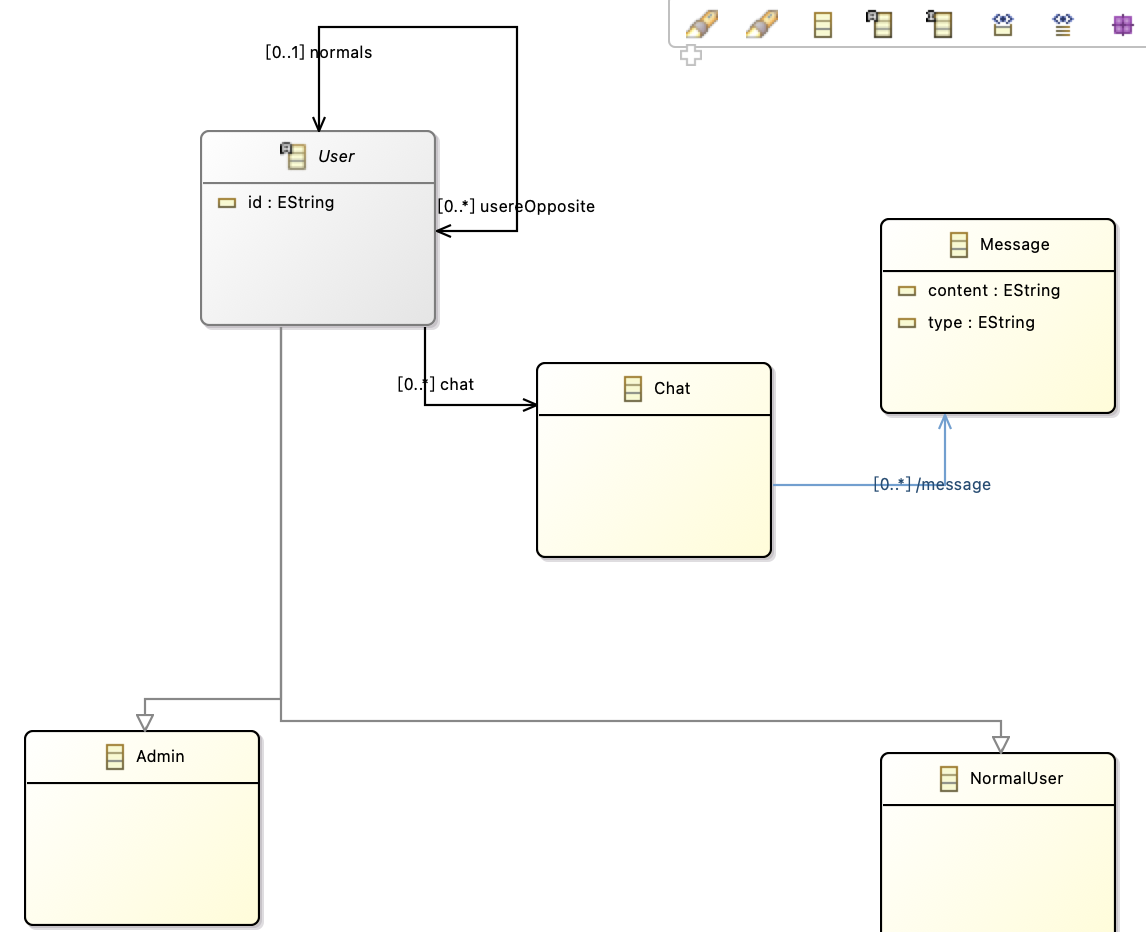 [0..1] normals
User
id : EString
[0..*] usereOpposite
Message
content : EString
type : EString
[0..*] chat
Chat
[0..*] /message
Admin
NormalUser